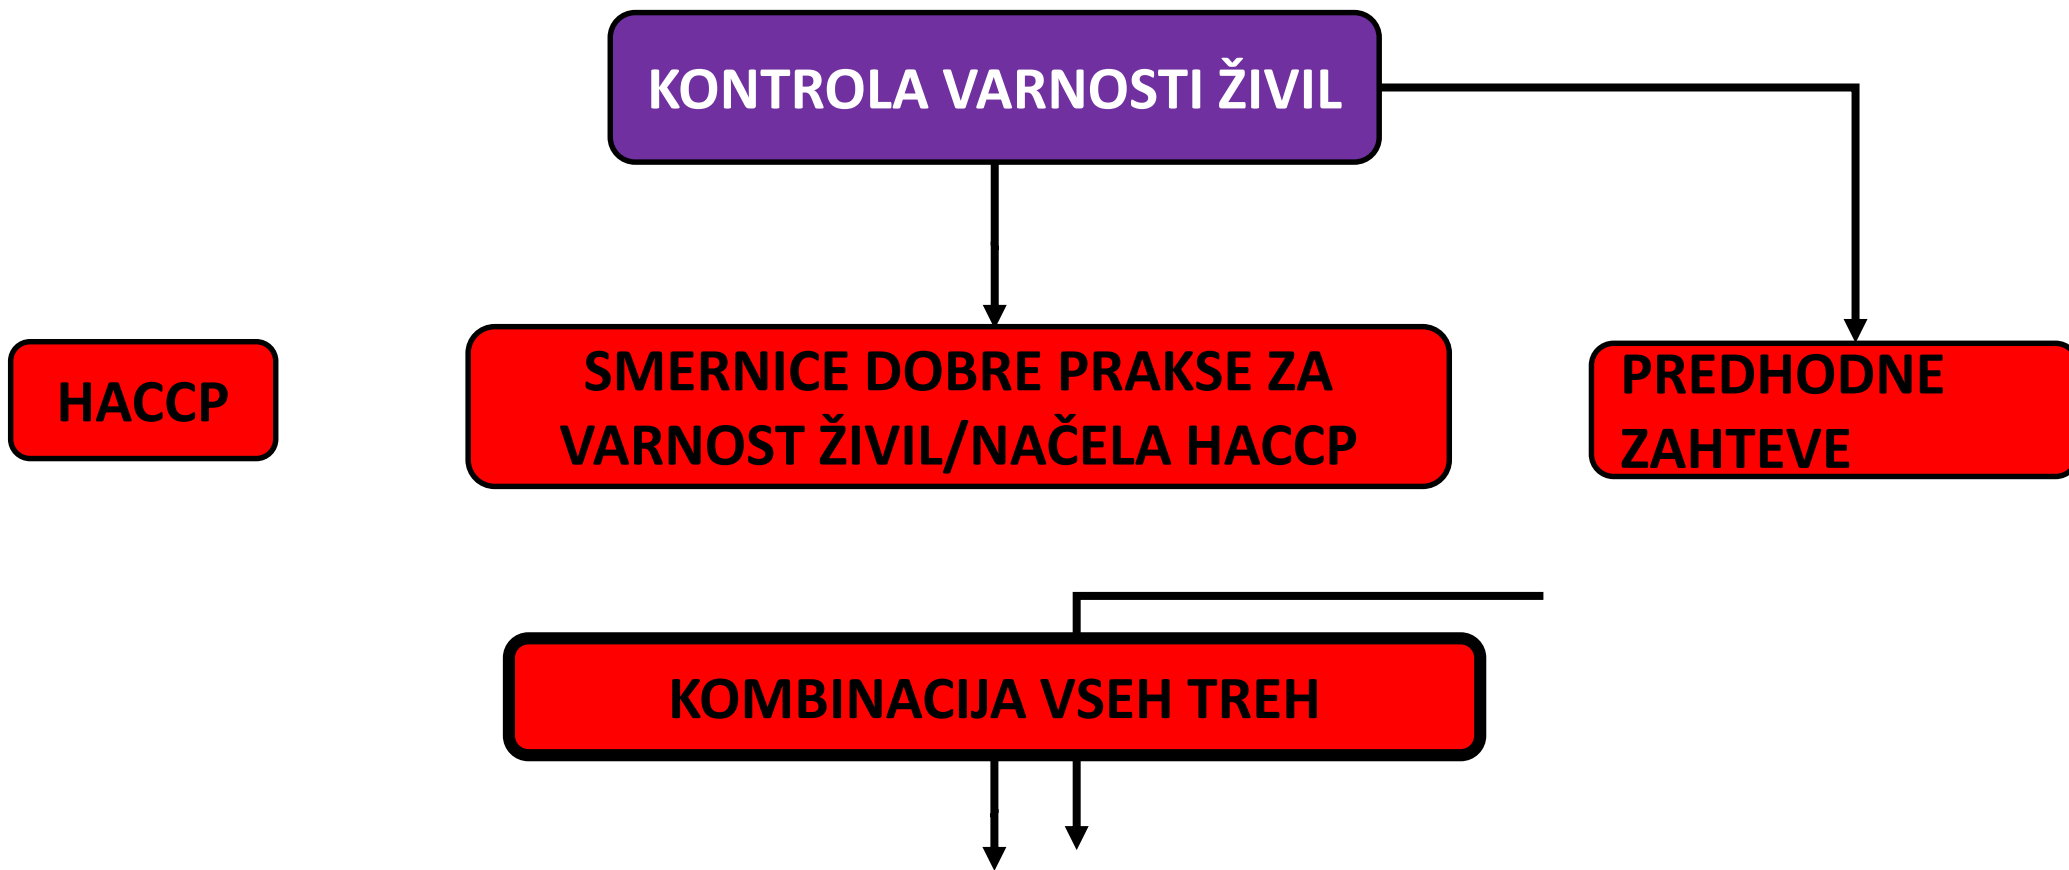 KONTROLA VARNOSTI ŽIVIL
HACCP
SMERNICE DOBRE PRAKSE ZA
VARNOST ŽIVIL/NAČELA HACCP
PREDHODNE
ZAHTEVE
KOMBINACIJA VSEH TREH